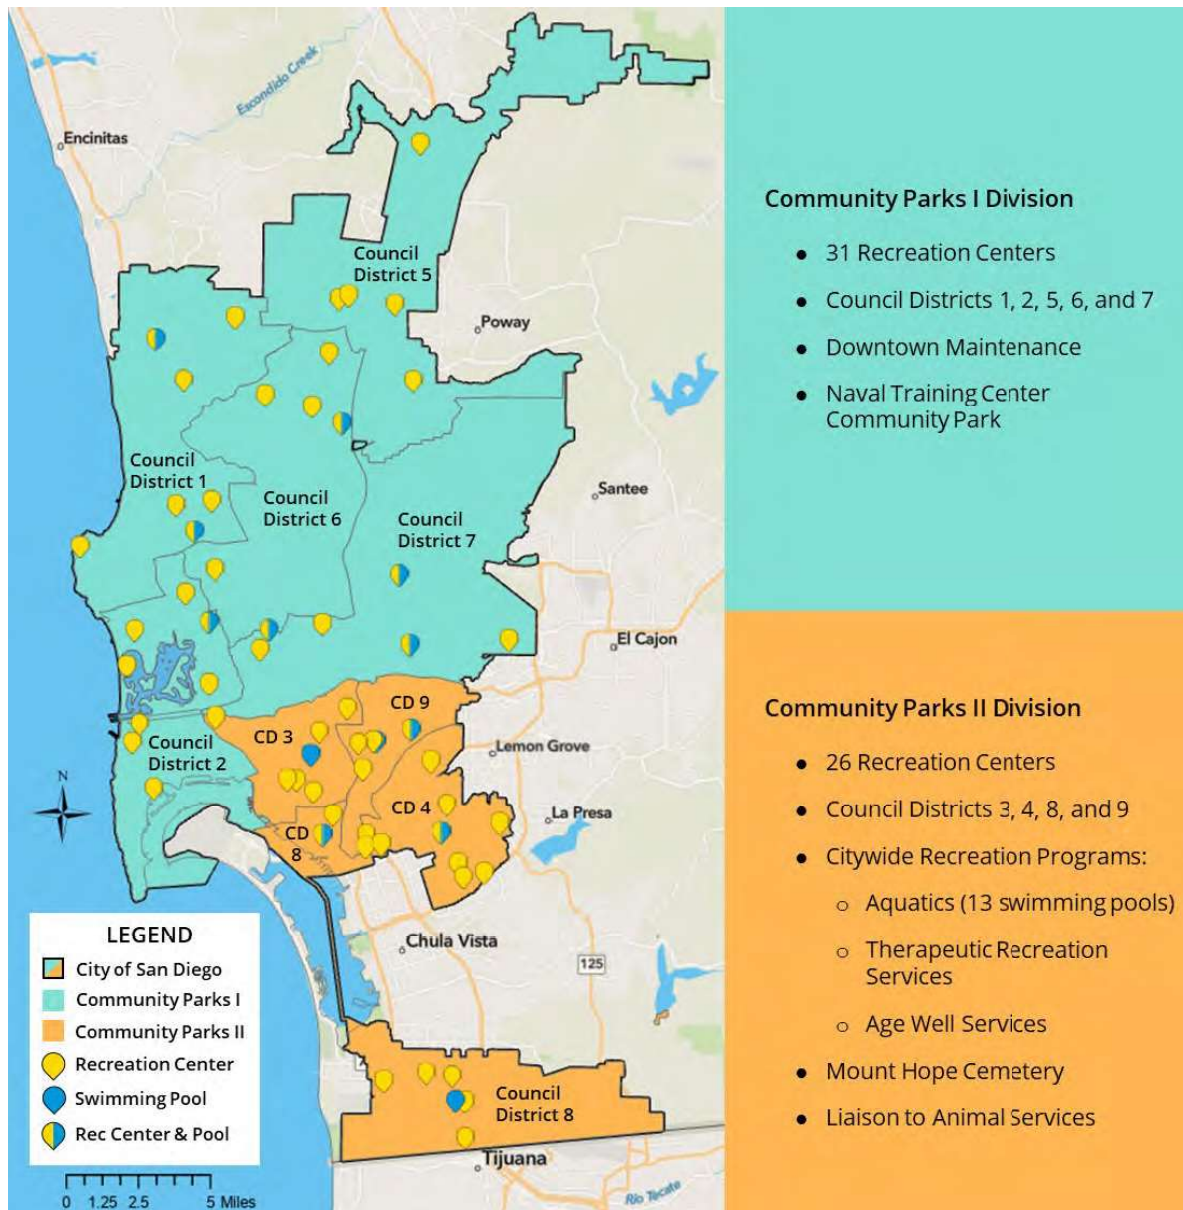 Escondido Creek
Encinitas
Council
District 5
Poway
Council
District 1
Council
District 6
Council
District 7
Santee
El Cajon
CD 9
CD 3
Council
District 2
Lemon Grove
CD 4
La Presa
CD
8
N
Chula Vista
125
Council
District 8
Tijuana
Río Tecate
LEGEND
City of San Diego
Community Parks I
Community Parks II
Recreation Center
Swimming Pool
Rec Center & Pool
0 1.25 2.5 5 Miles
Community Parks I Division
● 31 Recreation Centers
● Council Districts 1, 2, 5, 6, and 7
● Downtown Maintenance
● Naval Training Center
Community Park
Community Parks II Division
● 26 Recreation Centers
● Council Districts 3, 4, 8, and 9
● Citywide Recreation Programs:
o Aquatics (13 swimming pools)
o Therapeutic Recreation
Services
o Age Well Services
● Mount Hope Cemetery
● Liaison to Animal Services